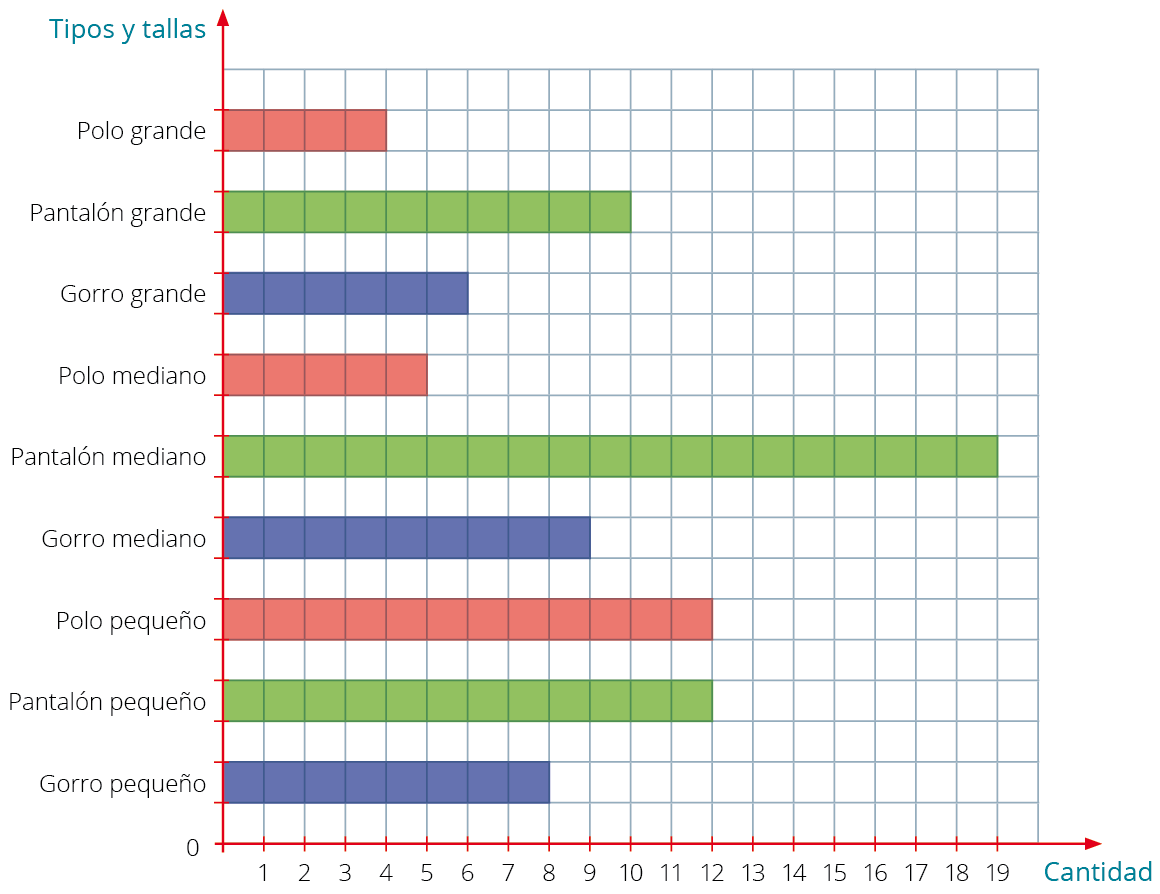 Tipos y tallas
Polo grande
Pantalón grande
Gorro grande
Polo mediano
Pantalón mediano
Gorro mediano
Polo pequeño
Pantalón pequeño
Gorro pequeño
0
1 2 3 4 5 6 7 8 9 10 11 12 13 14 15 16 17 18 19
Cantidad